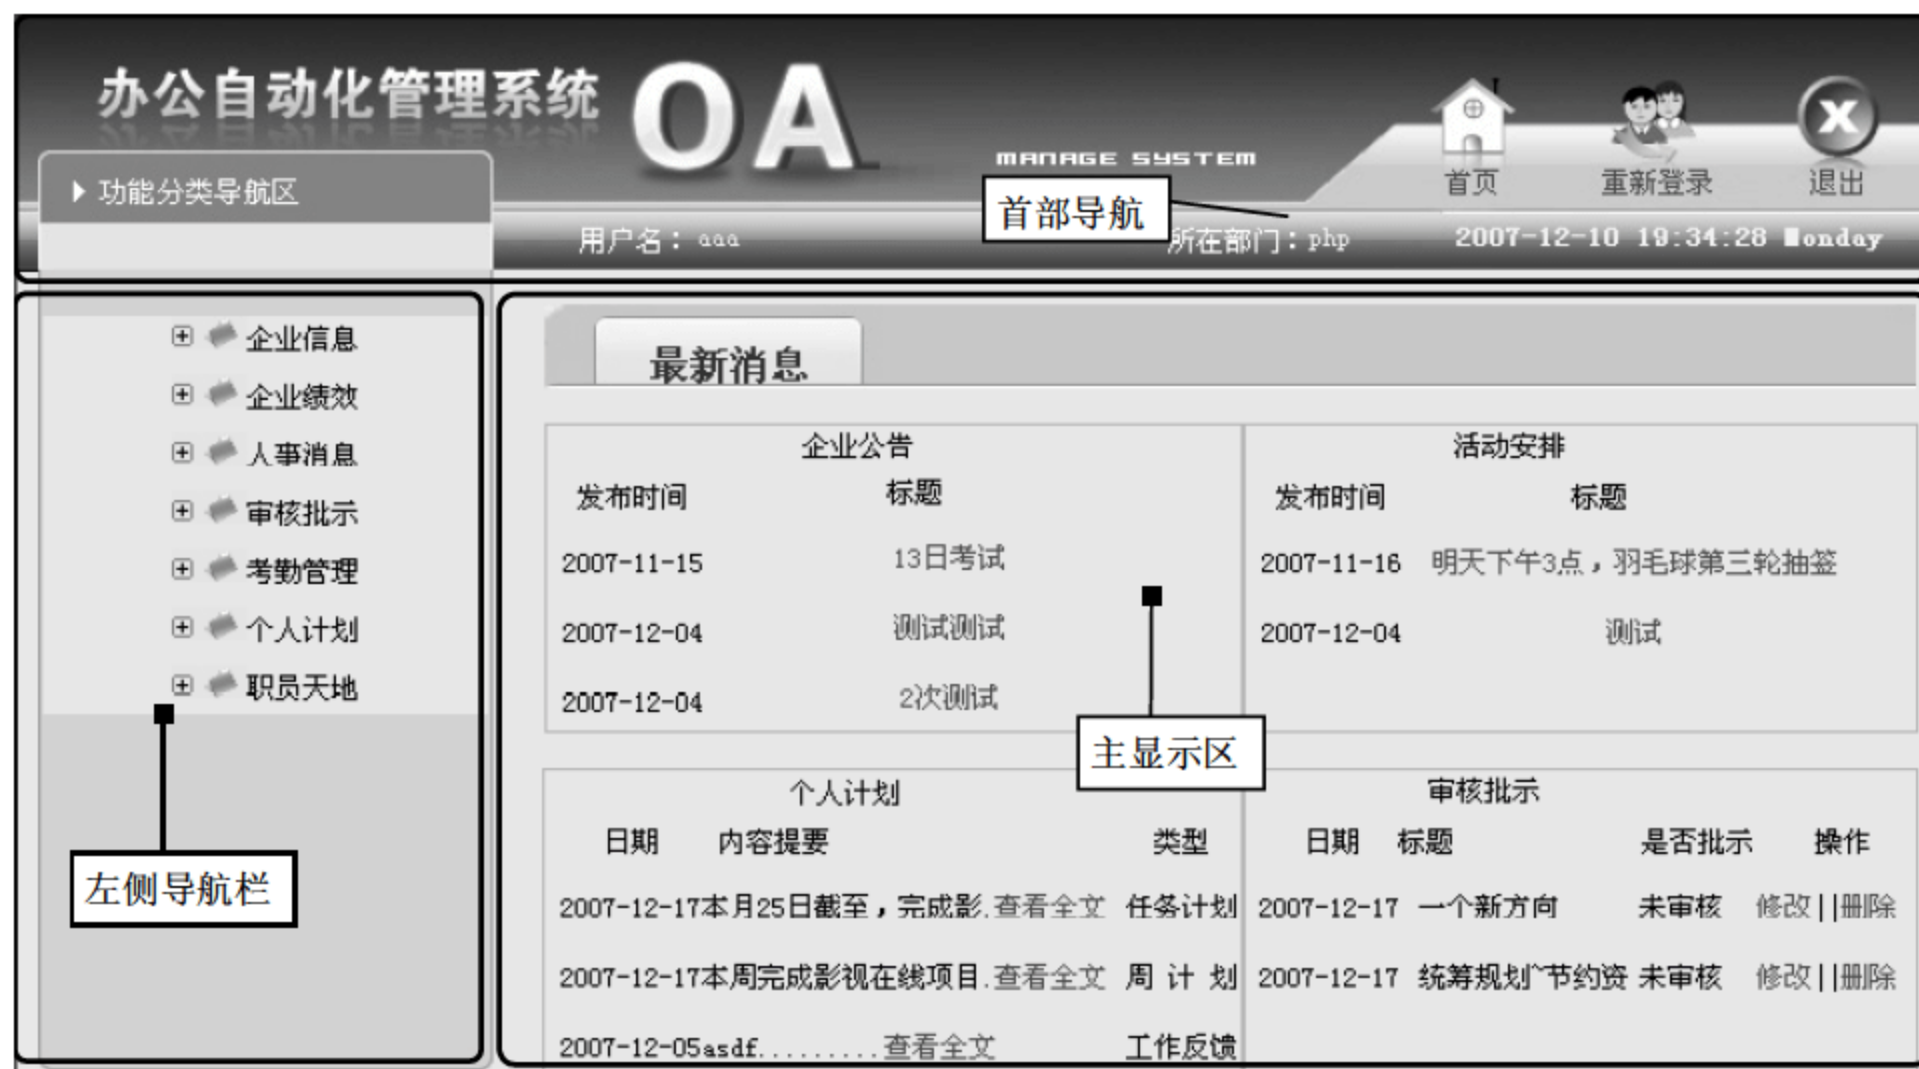 办公自动化管理系统 OA
MANAGE SYSTEM
首页 重新登录 退出
功能分类导航区
首部导航
用户名：aaa 所在部门：php 2007-12-10 19:34:28 Monday
企业信息
企业绩效
人事消息
审核批示
考勤管理
个人计划
职员天地
左侧导航栏
最新消息
企业公告
发布时间 标题
2007-11-15 13日考试
2007-12-04 测试测试
2007-12-04 2次测试
活动安排
发布时间 标题
2007-11-16 明天下午3点，羽毛球第三轮抽签
2007-12-04 测试
主显示区
个人计划
日期 内容提要 类型
2007-12-17本月25日截至，完成影.查看全文 任务计划
2007-12-17本周完成影视在线项目.查看全文 周 计 划
2007-12-05asdf.........查看全文 工作反馈
审核批示
日期 标题 是否批示 操作
2007-12-17 一个新方向 未审核 修改||删除
2007-12-17 统筹规划~节约资 未审核 修改||删除